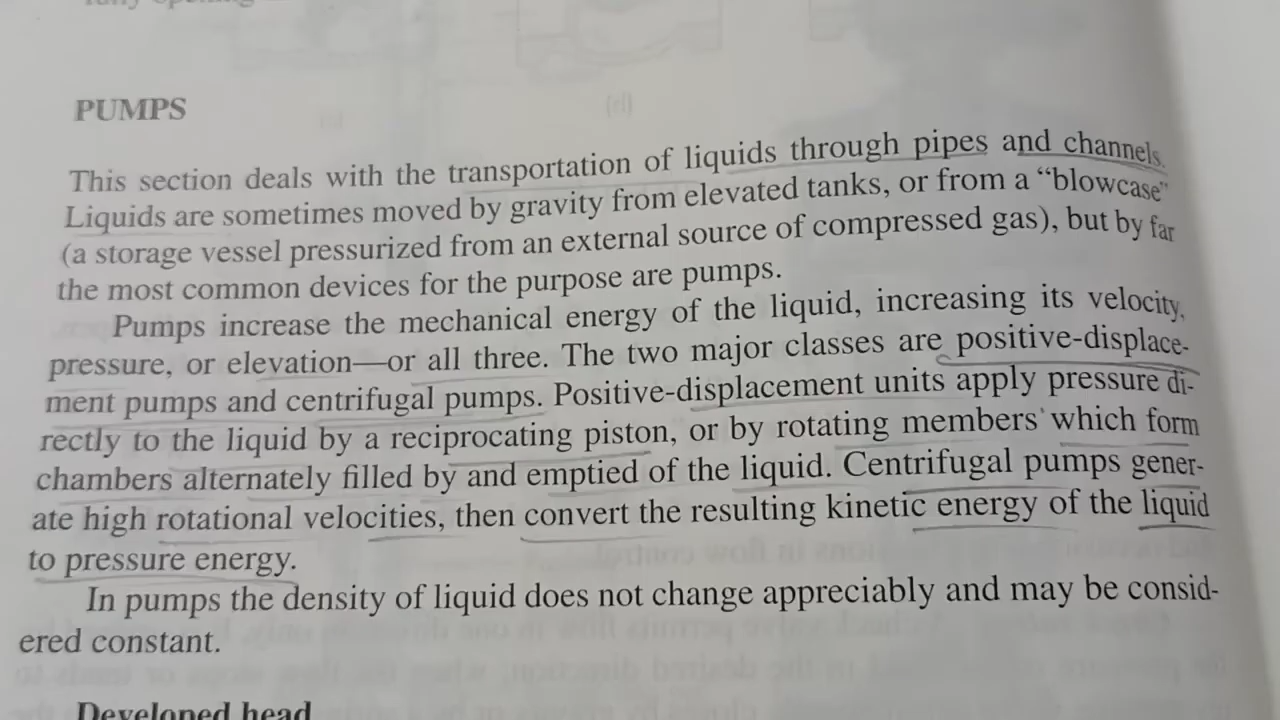 PUMPS
This section deals with the transportation of liquids through pipes and channels.
Liquids are sometimes moved by gravity from elevated tanks, or from a “blowcase”
(a storage vessel pressurized from an external source of compressed gas), but by far
the most common devices for the purpose are pumps.
Pumps increase the mechanical energy of the liquid, increasing its velocity,
pressure, or elevation—or all three. The two major classes are positive-displace-
ment pumps and centrifugal pumps. Positive-displacement units apply pressure di-
rectly to the liquid by a reciprocating piston, or by rotating members which form
chambers alternately filled by and emptied of the liquid. Centrifugal pumps gener-
ate high rotational velocities, then convert the resulting kinetic energy of the liquid
to pressure energy.
In pumps the density of liquid does not change appreciably and may be consid-
ered constant.
Developed head